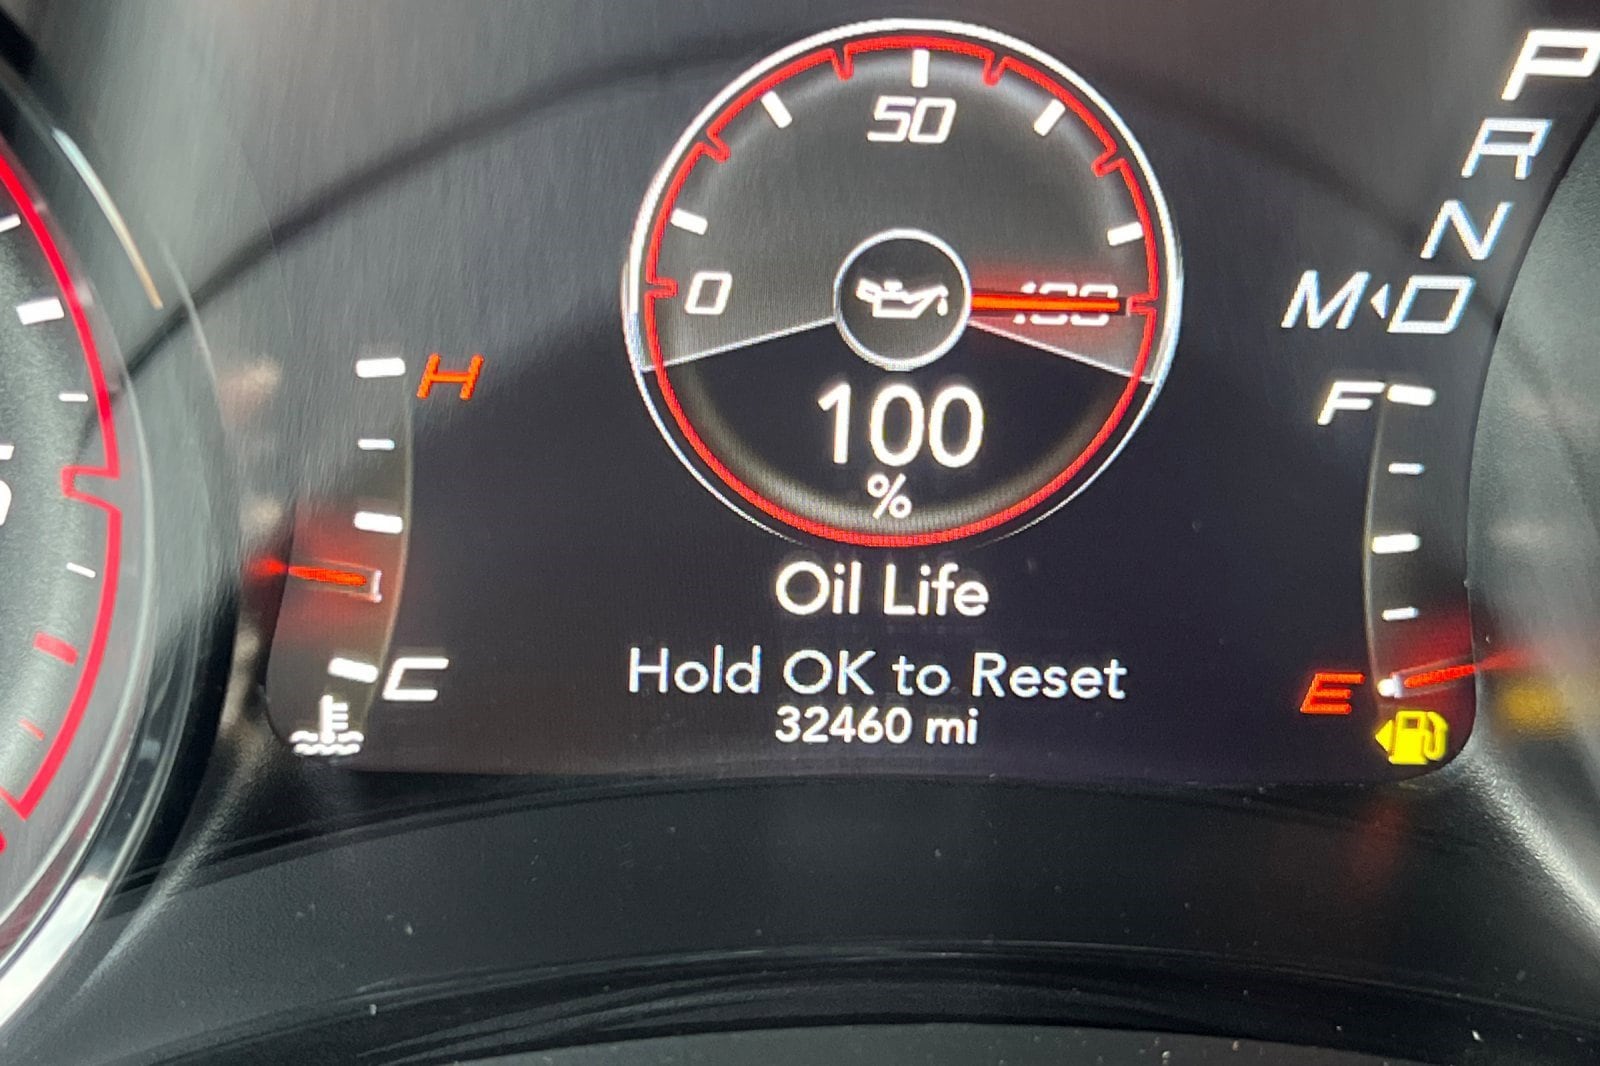 50
0
100
100
%
Oil Life
Hold OK to Reset
32460 mi
H
C
P
R
N
M D
F
E